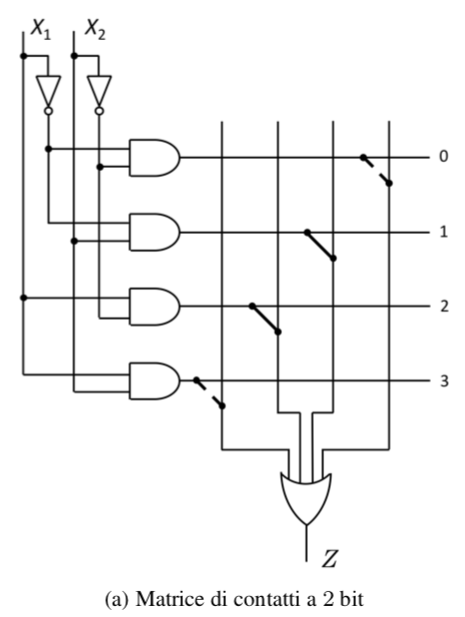 X₁ X₂
0
1
2
3
Z
(a) Matrice di contatti a 2 bit